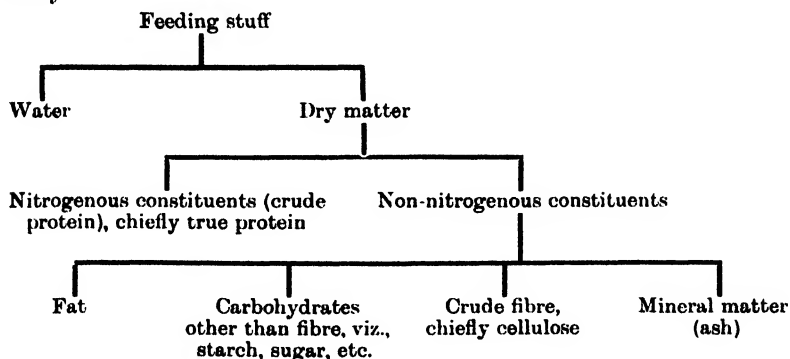 Feeding stuff
Water
Dry matter
Nitrogenous constituents (crude
protein), chiefly true protein
Non-nitrogenous constituents
Fat
Carbohydrates
other than fibre, viz.,
starch, sugar, etc.
Crude fibre,
chiefly cellulose
Mineral matter
(ash)